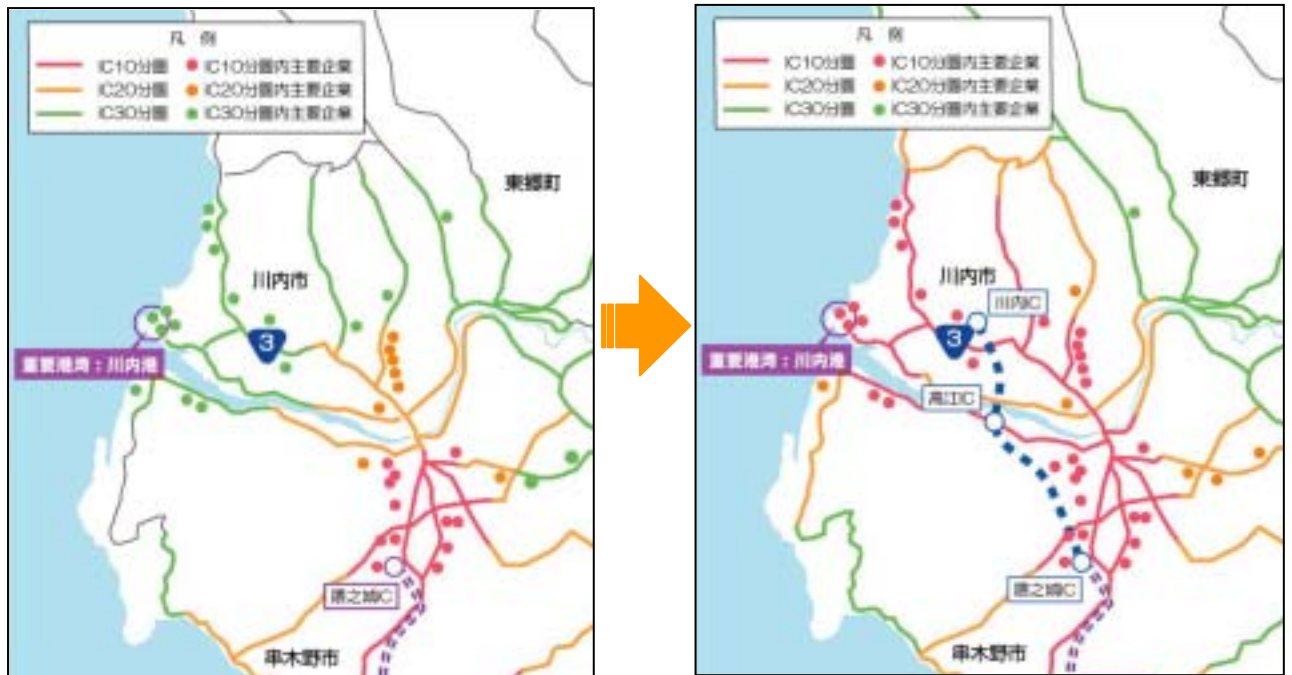 凡 例
IC10分圏 IC10分圏内主要企業
IC20分圏 IC20分圏内主要企業
IC30分圏 IC30分圏内主要企業
東郷町
川内市
3
重要港湾:川内港
隈之城IC
串木野市
凡 例
IC10分圏 IC10分圏内主要企業
IC20分圏 IC20分圏内主要企業
IC30分圏 IC30分圏内主要企業
東郷町
川内市
川内IC
3
重要港湾:川内港
高江IC
隈之城IC
串木野市